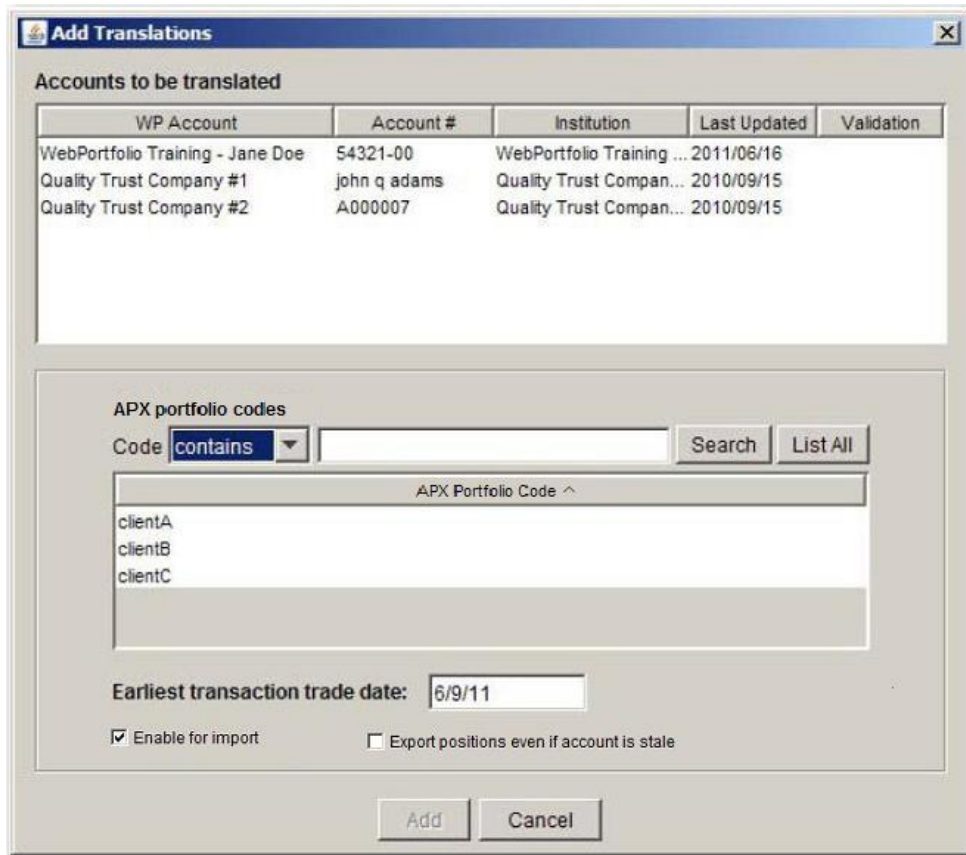 Add Translations
Accounts to be translated
WP Account Account # Institution Last Updated Validation
WebPortfolio Training - Jane Doe 54321-00 WebPortfolio Training ... 2011/06/16
Quality Trust Company #1 john q adams Quality Trust Compan... 2010/09/15
Quality Trust Company #2 A000007 Quality Trust Compan... 2010/09/15
APX portfolio codes
Code contains Search List All
APX Portfolio Code ^
clientA
clientB
clientC
Earliest transaction trade date: 6/9/11
Enable for import Export positions even if account is stale
Add Cancel